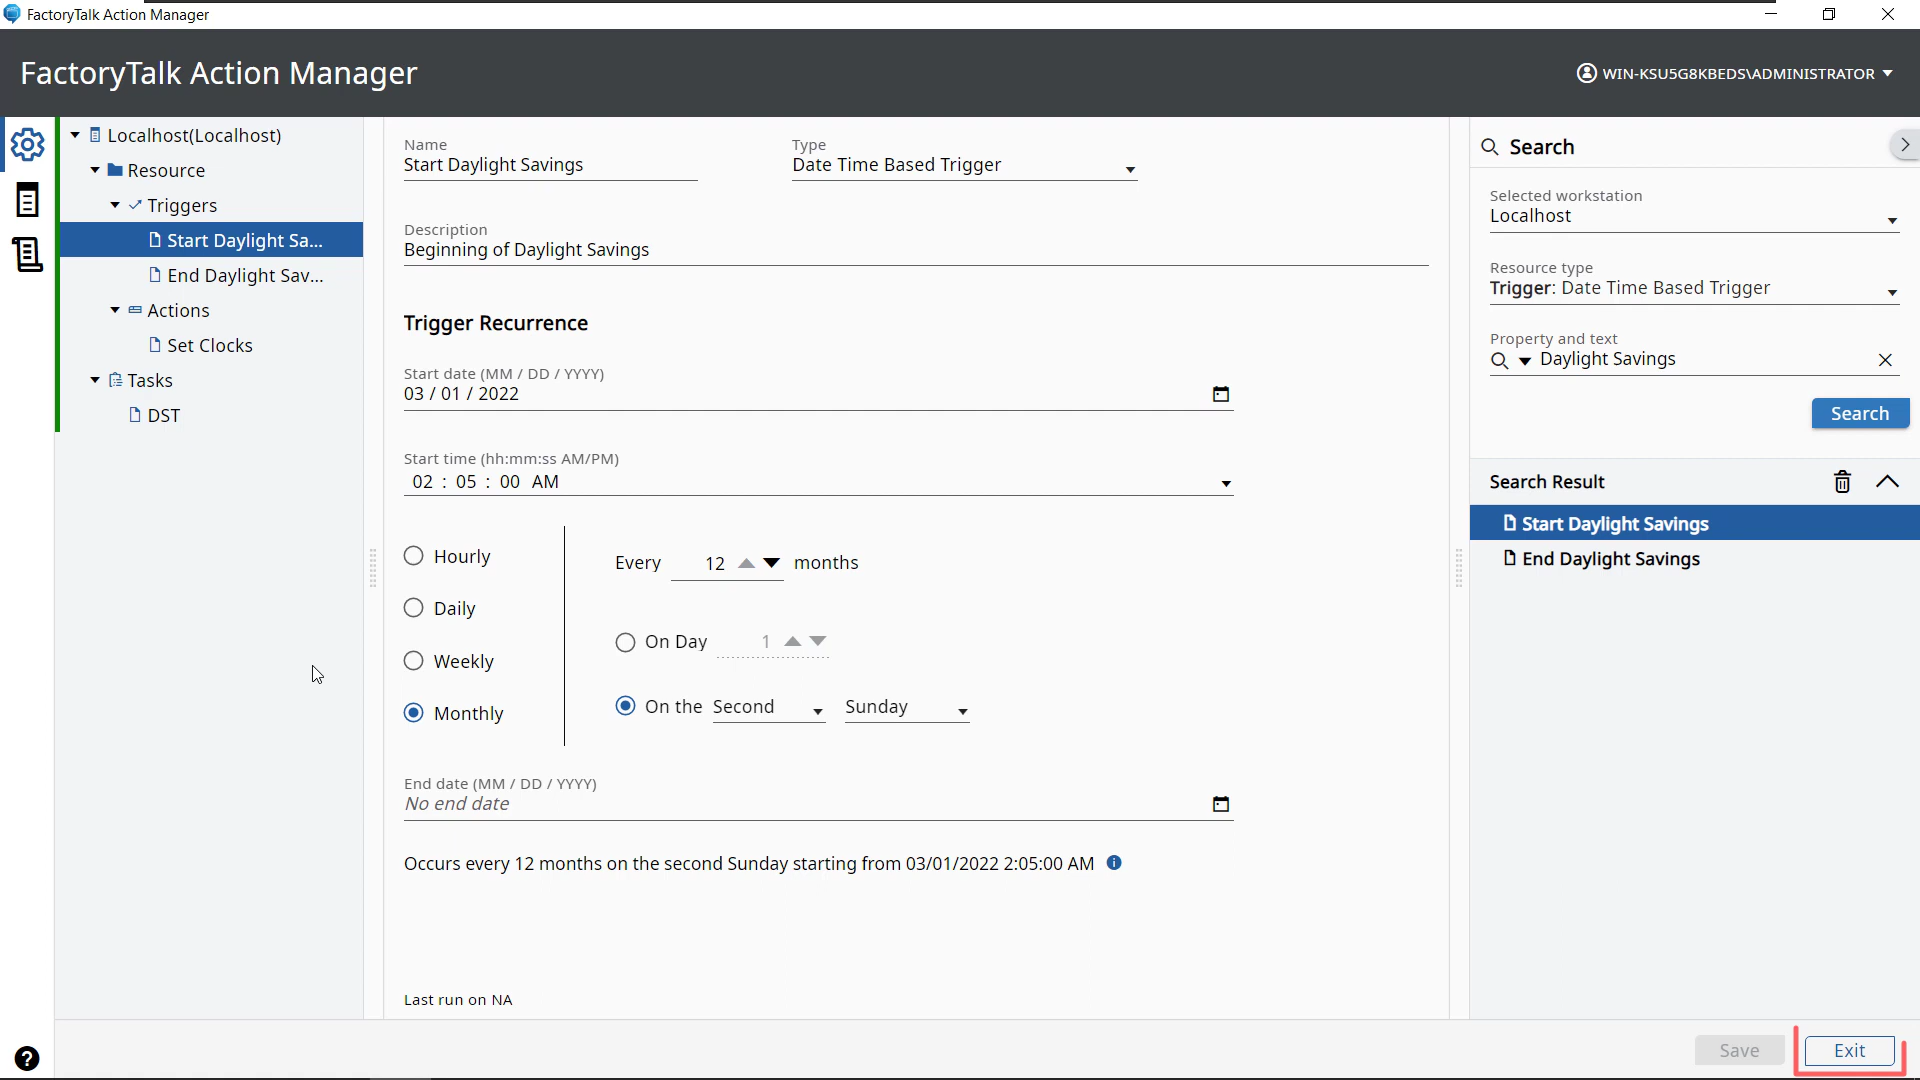 FactoryTalk Action Manager
FactoryTalk Action Manager
WIN-KSU5G8KBEDS\ADMINISTRATOR
Localhost(Localhost)
Resource
Triggers
Start Daylight Sa...
End Daylight Sav...
Actions
Set Clocks
Tasks
DST
Name
Start Daylight Savings
Type
Date Time Based Trigger
Description
Beginning of Daylight Savings
Trigger Recurrence
Start date (MM / DD / YYYY)
03 / 01 / 2022
Start time (hh:mm:ss AM/PM)
02 : 05 : 00 AM
Hourly
Daily
Weekly
Monthly
Every 12 months
On Day 1
On the Second Sunday
End date (MM / DD / YYYY)
No end date
Occurs every 12 months on the second Sunday starting from 03/01/2022 2:05:00 AM
Last run on NA
Search
Selected workstation
Localhost
Resource type
Trigger: Date Time Based Trigger
Property and text
Daylight Savings
Search
Search Result
Start Daylight Savings
End Daylight Savings
Save
Exit